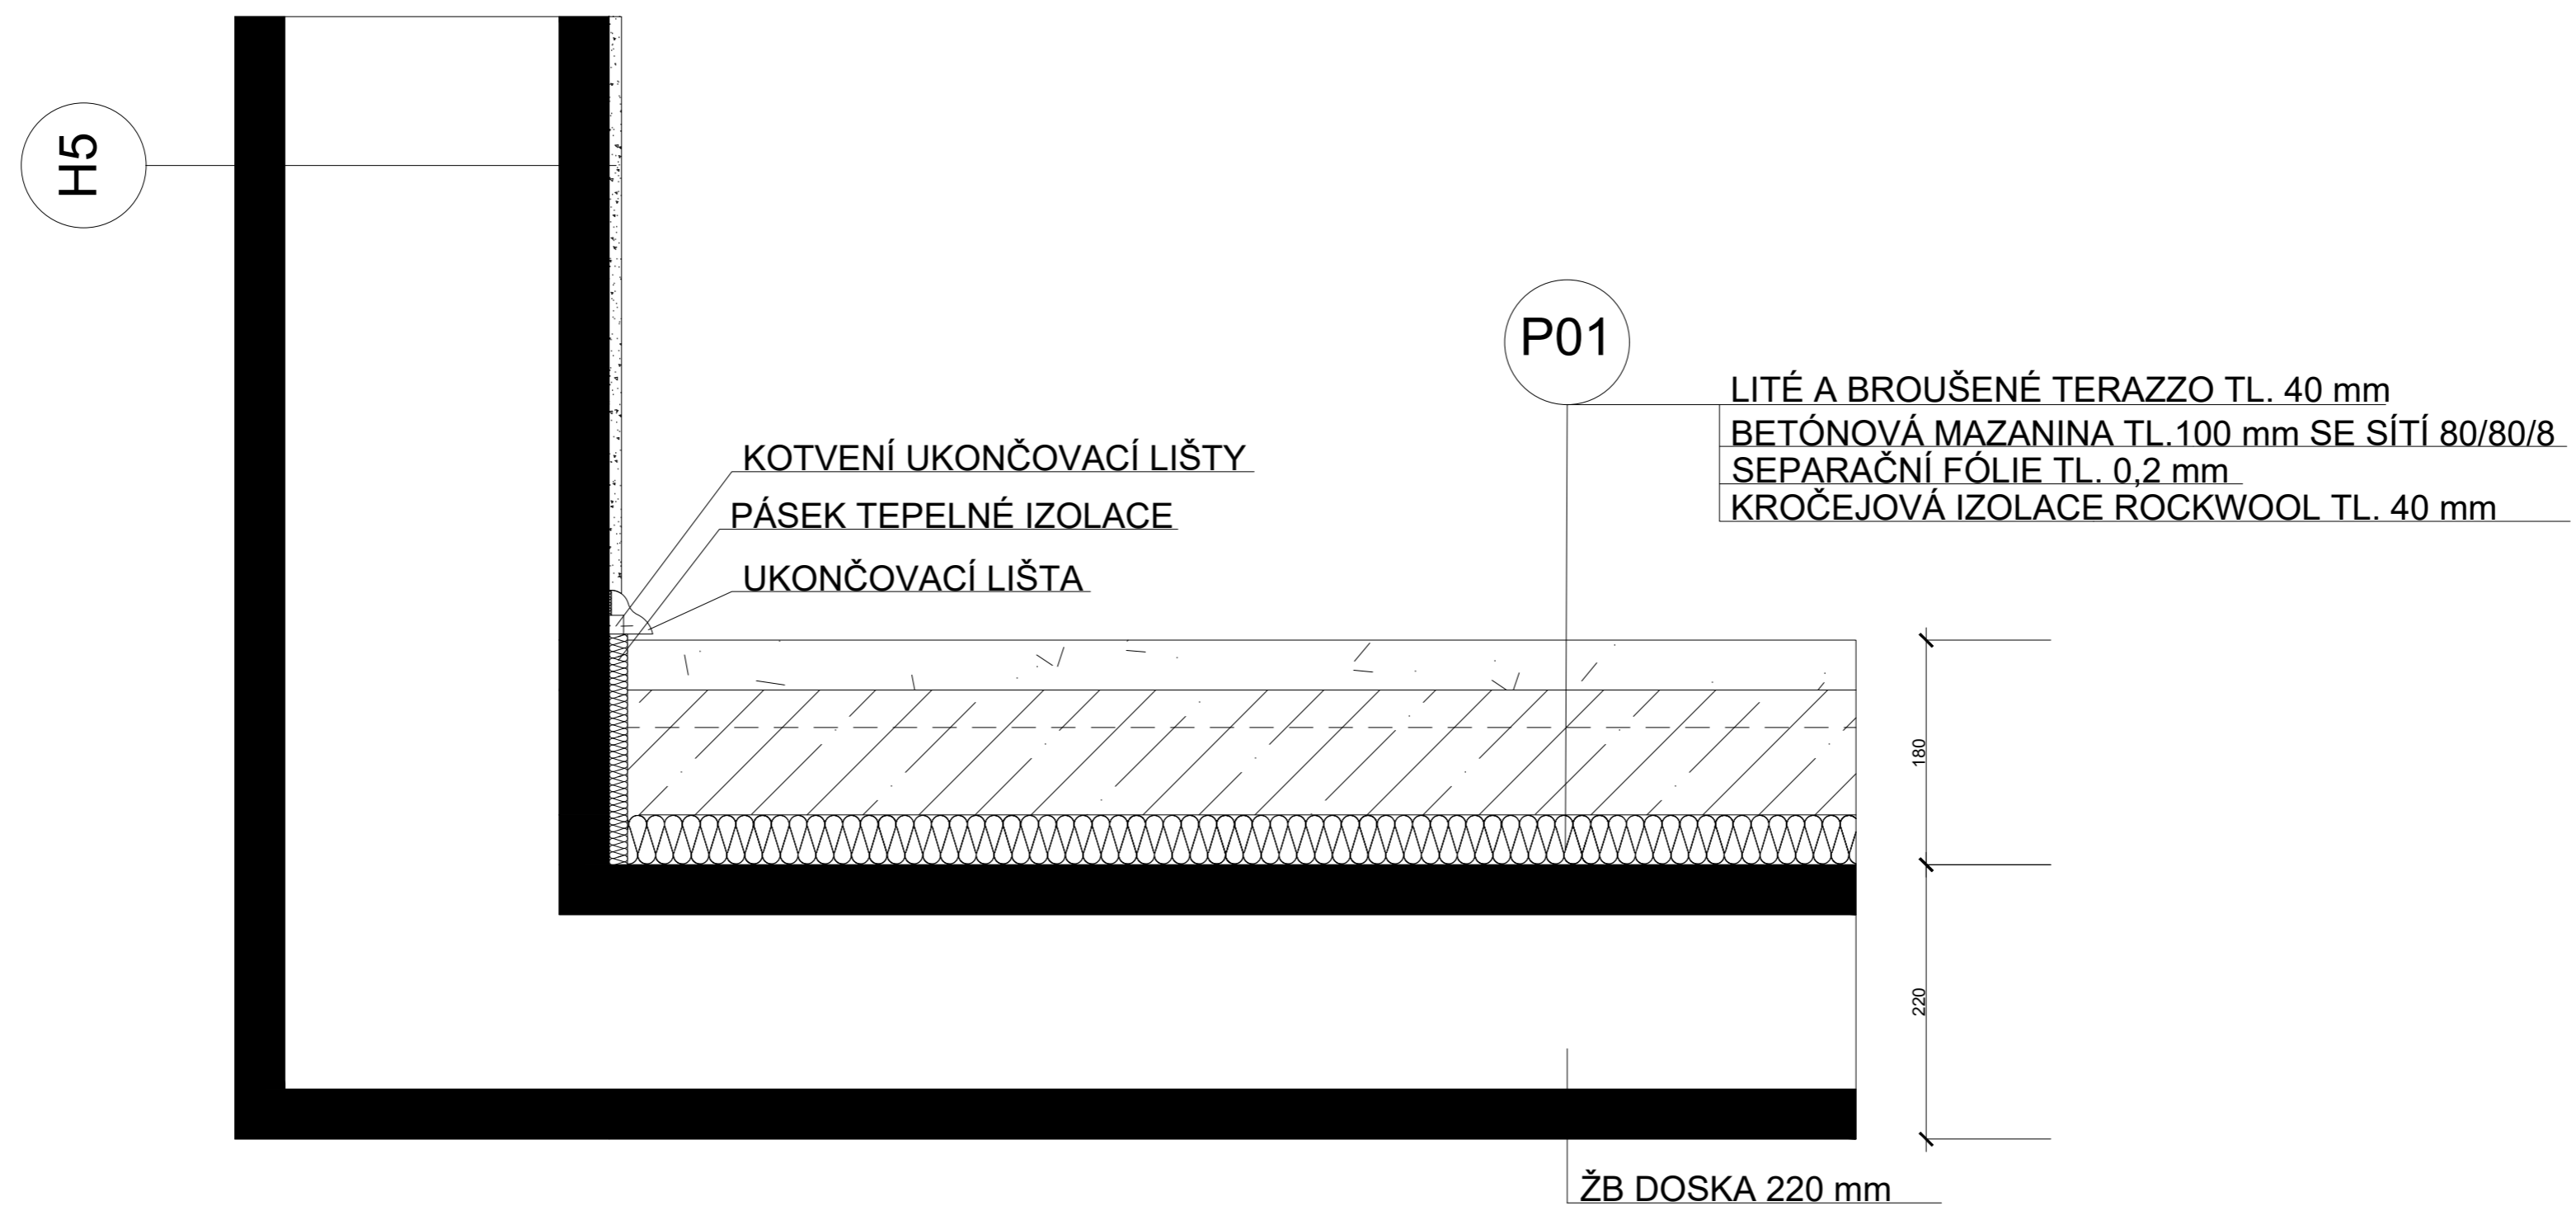 H5
P01
LITÉ A BROUŠENÉ TERAZZO TL. 40 mm
BETÓNOVÁ MAZANINA TL.100 mm SE SÍTÍ 80/80/8
SEPARAČNÍ FÓLIE TL. 0,2 mm
KROČEJOVÁ IZOLACE ROCKWOOL TL. 40 mm
KOTVENÍ UKONČOVACÍ LIŠTY
PÁSEK TEPELNÉ IZOLACE
UKONČOVACÍ LIŠTA
180
220
ŽB DOSKA 220 mm